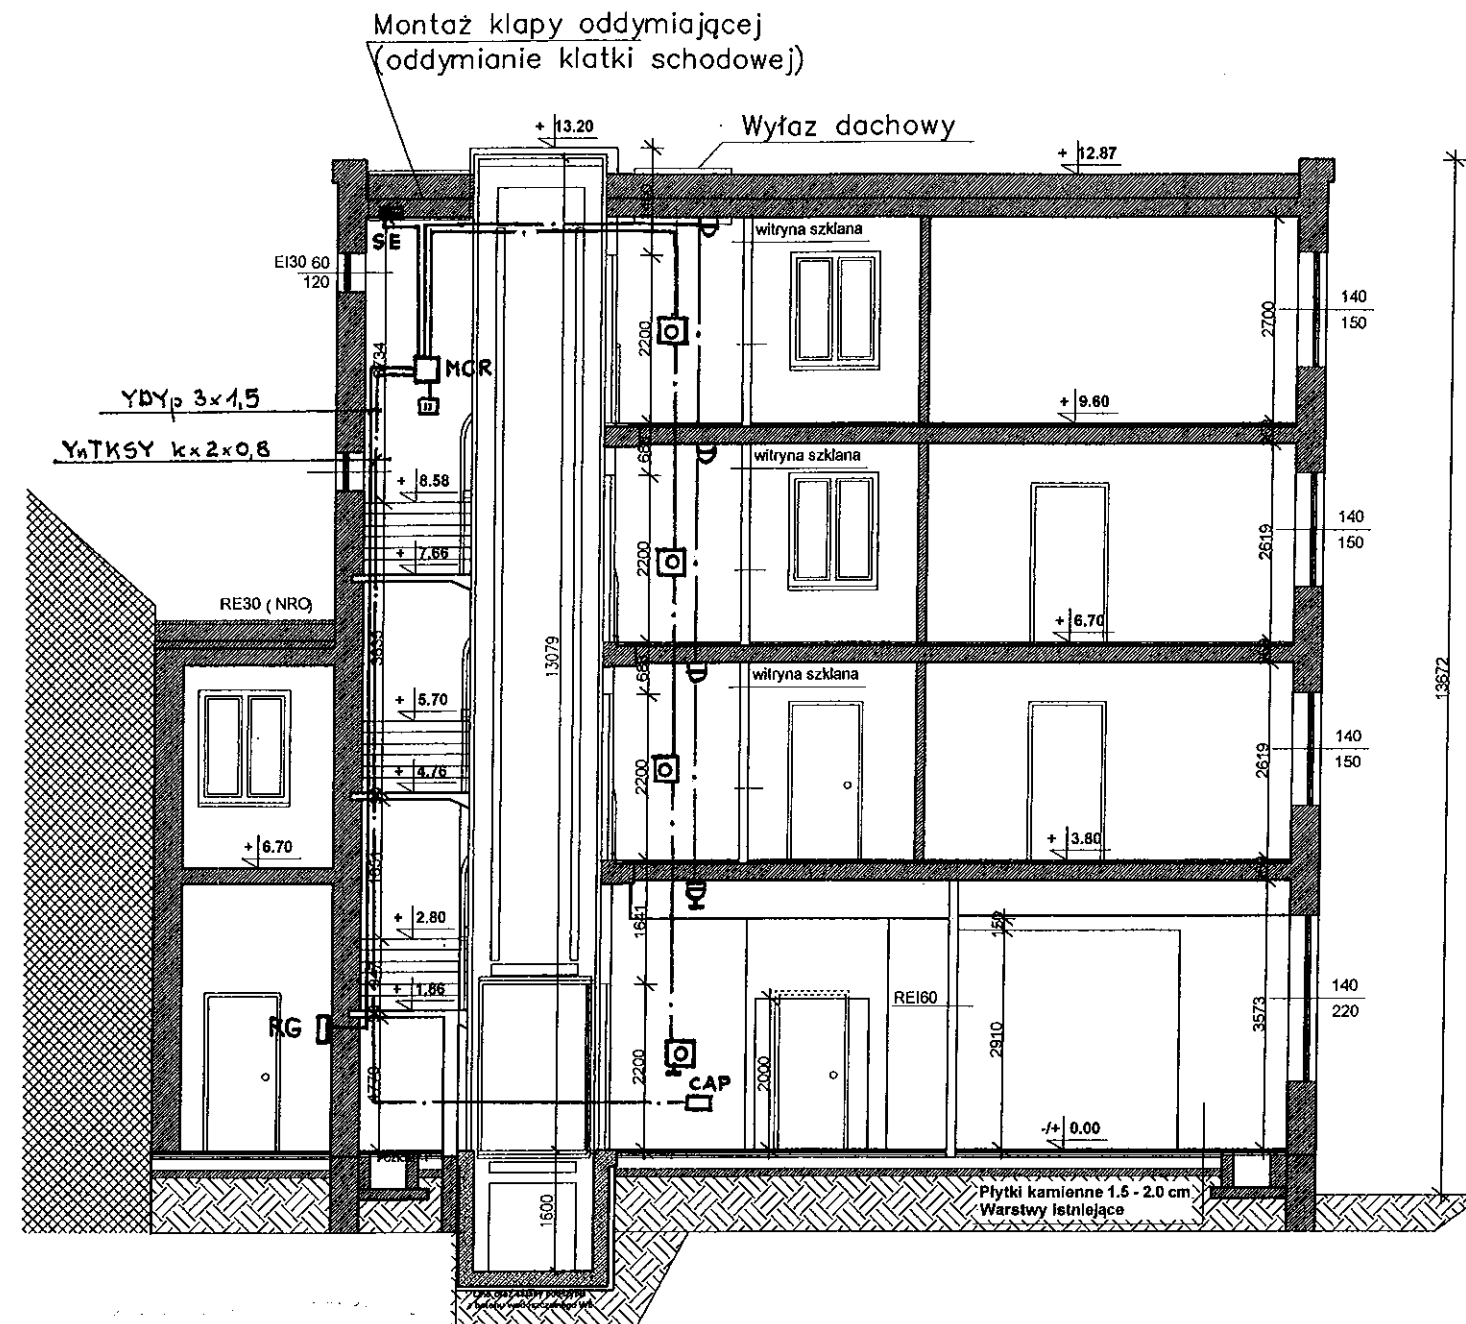 Montaż klapy oddymiającej
(oddymianie klatki schodowej)
+ 13.20
Wyłaz dachowy
+ 12.87
SE
witryna szklana
EI30 60
120
140
150
2200
2700
MCR
YDYp 3x1,5
+ 9.60
YnTKSY kx2x0,8
witryna szklana
+ 8.58
140
150
+ 7.66
2200
2619
RE30 ( NRO)
+ 6.70
13079
witryna szklana
13672
+ 5.70
140
150
+ 4.76
2200
2619
+ 6.70
+ 3.80
+ 2.80
1641
150
+ 1,86
REI60
140
220
RG
2910
3573
2200
2000
CAP
-/+ 0.00
1600
Płytki kamienne 1.5 - 2.0 cm
Warstwy istniejące